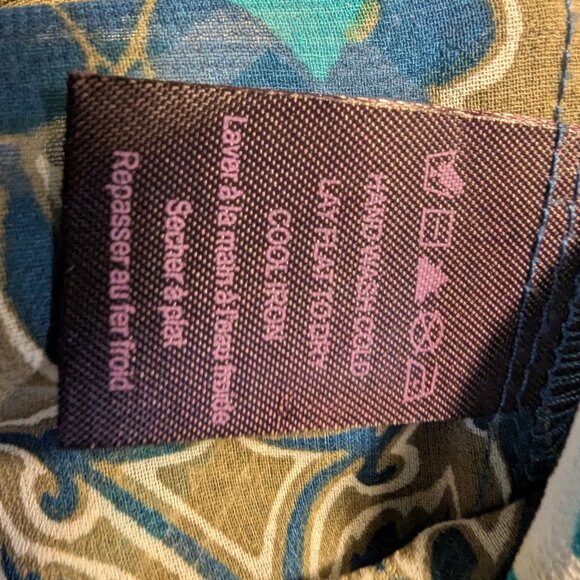 HAND WASH COLD
LAY FLAT TO DRY
COOL IRON
Laver à la main à l'eau froide
Secher à plat
Repasser au fer froid